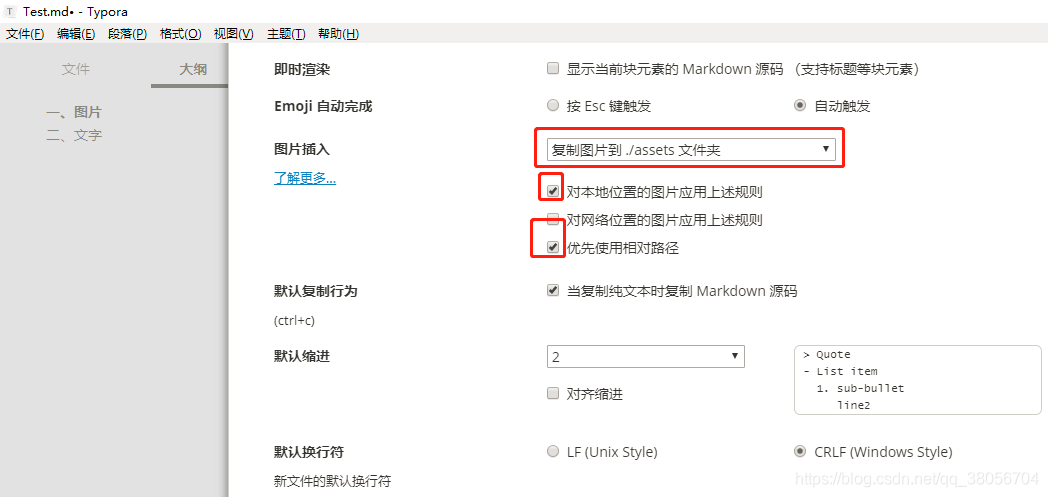 Test.md• - Typora
文件(F) 编辑(E) 段落(P) 格式(O) 视图(V) 主题(T) 帮助(H)
文件 大纲
一、图片
二、文字
即时渲染 显示当前块元素的 Markdown 源码 （支持标题等块元素）
Emoji 自动完成 按 Esc 键触发 自动触发
图片插入 复制图片到 ./assets 文件夹
了解更多...
对本地位置的图片应用上述规则
对网络位置的图片应用上述规则
优先使用相对路径
默认复制行为 当复制纯文本时复制 Markdown 源码
(ctrl+c)
默认缩进 2
> Quote
- List item
1. sub-bullet
line2
对齐缩进
默认换行符 LF (Unix Style) CRLF (Windows Style)
新文件的默认换行符
https://blog.csdn.net/qq_38056704